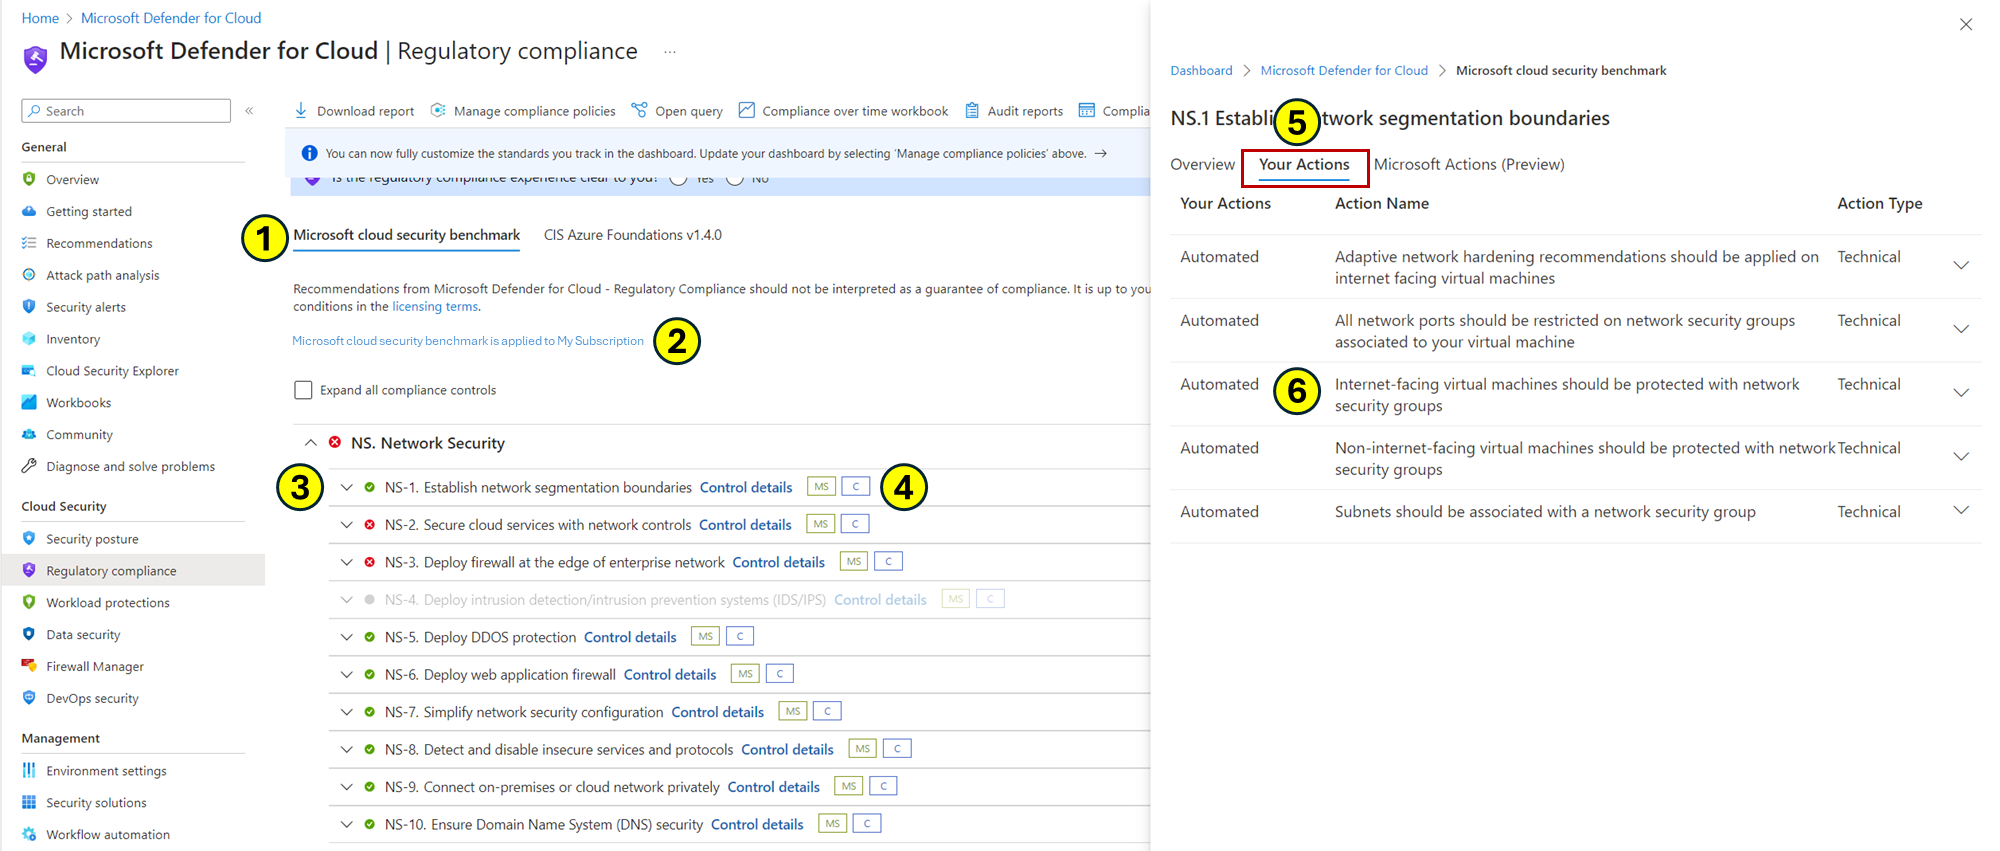 Home > Microsoft Defender for Cloud
Microsoft Defender for Cloud | Regulatory compliance ...
Search
«
General
Overview
Getting started
Recommendations
Attack path analysis
Security alerts
Inventory
Cloud Security Explorer
Workbooks
Community
Diagnose and solve problems
Cloud Security
Security posture
Regulatory compliance
Workload protections
Data security
Firewall Manager
DevOps security
Management
Environment settings
Security solutions
Workflow automation
Download report Manage compliance policies Open query Compliance over time workbook Audit reports Complia
You can now fully customize the standards you track in the dashboard. Update your dashboard by selecting 'Manage compliance policies' above. →
Is the regulatory compliance experience clear to you? Yes No
1
Microsoft cloud security benchmark CIS Azure Foundations v1.4.0
Recommendations from Microsoft Defender for Cloud - Regulatory Compliance should not be interpreted as a guarantee of compliance. It is up to you
conditions in the licensing terms.
Microsoft cloud security benchmark is applied to My Subscription 2
Expand all compliance controls
NS. Network Security
3 NS-1. Establish network segmentation boundaries Control details MS C 4
NS-2. Secure cloud services with network controls Control details MS C
NS-3. Deploy firewall at the edge of enterprise network Control details MS C
NS-4. Deploy intrusion detection/intrusion prevention systems (IDS/IPS) Control details MS C
NS-5. Deploy DDOS protection Control details MS C
NS-6. Deploy web application firewall Control details MS C
NS-7. Simplify network security configuration Control details MS C
NS-8. Detect and disable insecure services and protocols Control details MS C
NS-9. Connect on-premises or cloud network privately Control details MS C
NS-10. Ensure Domain Name System (DNS) security Control details MS C
Dashboard > Microsoft Defender for Cloud > Microsoft cloud security benchmark
NS.1 Establi 5 twork segmentation boundaries
Overview Your Actions Microsoft Actions (Preview)
Your Actions Action Name Action Type
Automated Adaptive network hardening recommendations should be applied on Technical
internet facing virtual machines
Automated All network ports should be restricted on network security groups Technical
associated to your virtual machine
Automated 6 Internet-facing virtual machines should be protected with network Technical
security groups
Automated Non-internet-facing virtual machines should be protected with network Technical
security groups
Automated Subnets should be associated with a network security group Technical